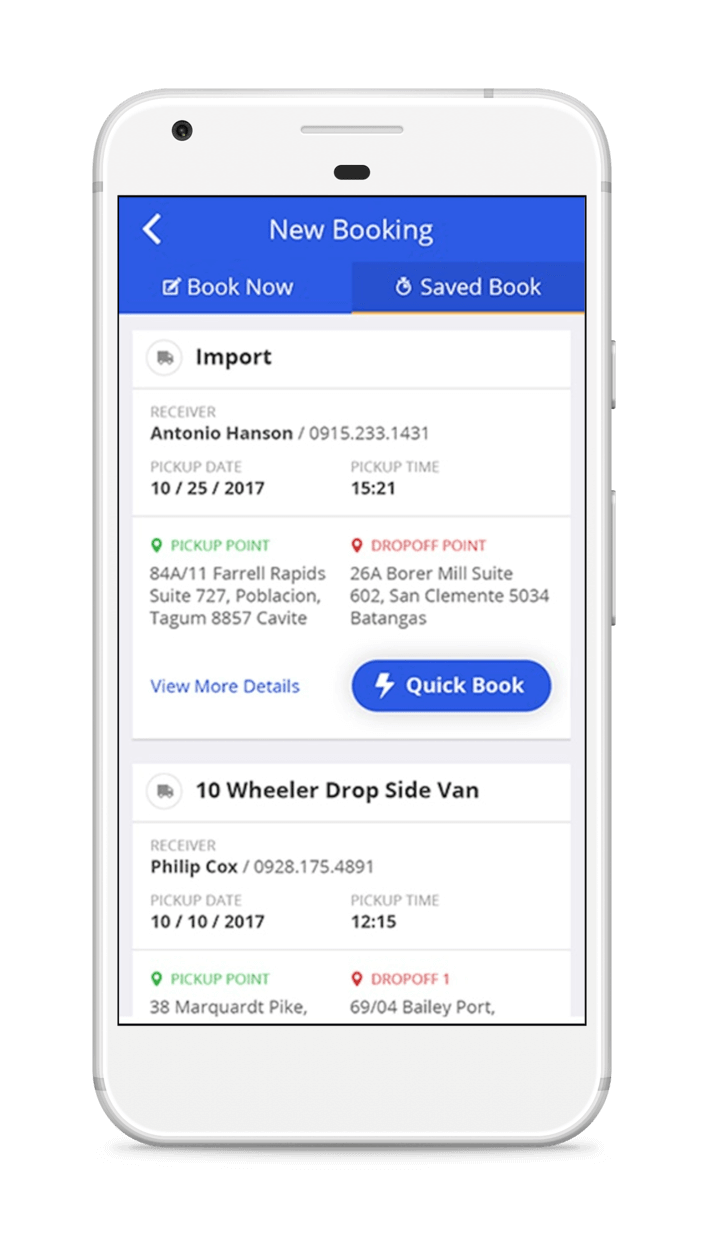 New Booking
Book Now
Saved Book
Import
RECEIVER
Antonio Hanson / 0915.233.1431
PICKUP DATE
PICKUP TIME
10 / 25 / 2017
15:21
PICKUP POINT
DROPOFF POINT
84A/11 Farrell Rapids
Suite 727, Poblacion,
Tagum 8857 Cavite
26A Borer Mill Suite
602, San Clemente 5034
Batangas
View More Details
Quick Book
10 Wheeler Drop Side Van
RECEIVER
Philip Cox / 0928.175.4891
PICKUP DATE
PICKUP TIME
10 / 10 / 2017
12:15
PICKUP POINT
DROPOFF 1
38 Marquardt Pike,
69/04 Bailey Port,